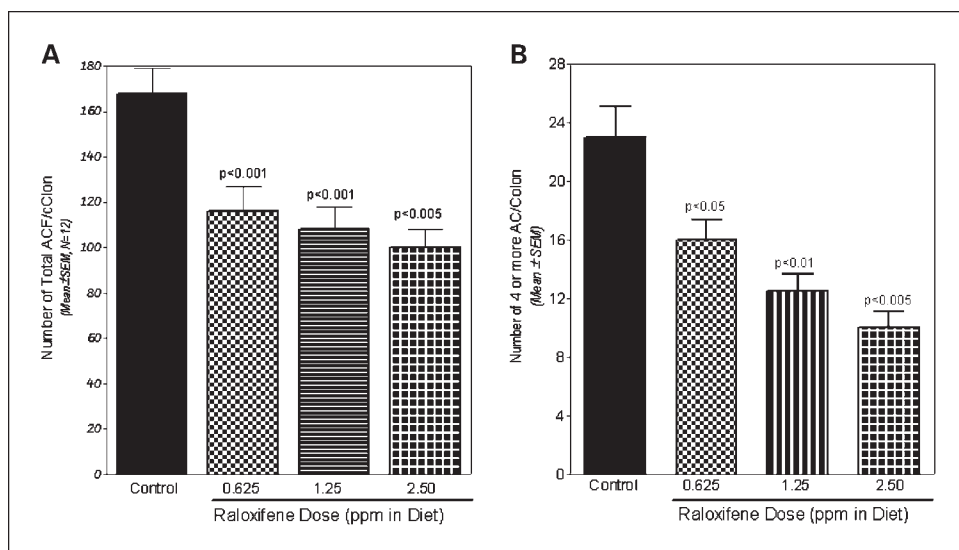 A
Number of Total ACF/cClon
(Mean±SEM, N=12)
180
160
140
120
100
80
60
40
20
0
p<0.001
p<0.001
p<0.005
Control
0.625
1.25
2.50
Raloxifene Dose (ppm in Diet)
B
Number of 4 or more AC/Colon
(Mean ± SEM)
28
24
20
16
12
8
4
0
p<0.05
p<0.01
p<0.005
Control
0.625
1.25
2.50
Raloxifene Dose (ppm in Diet)